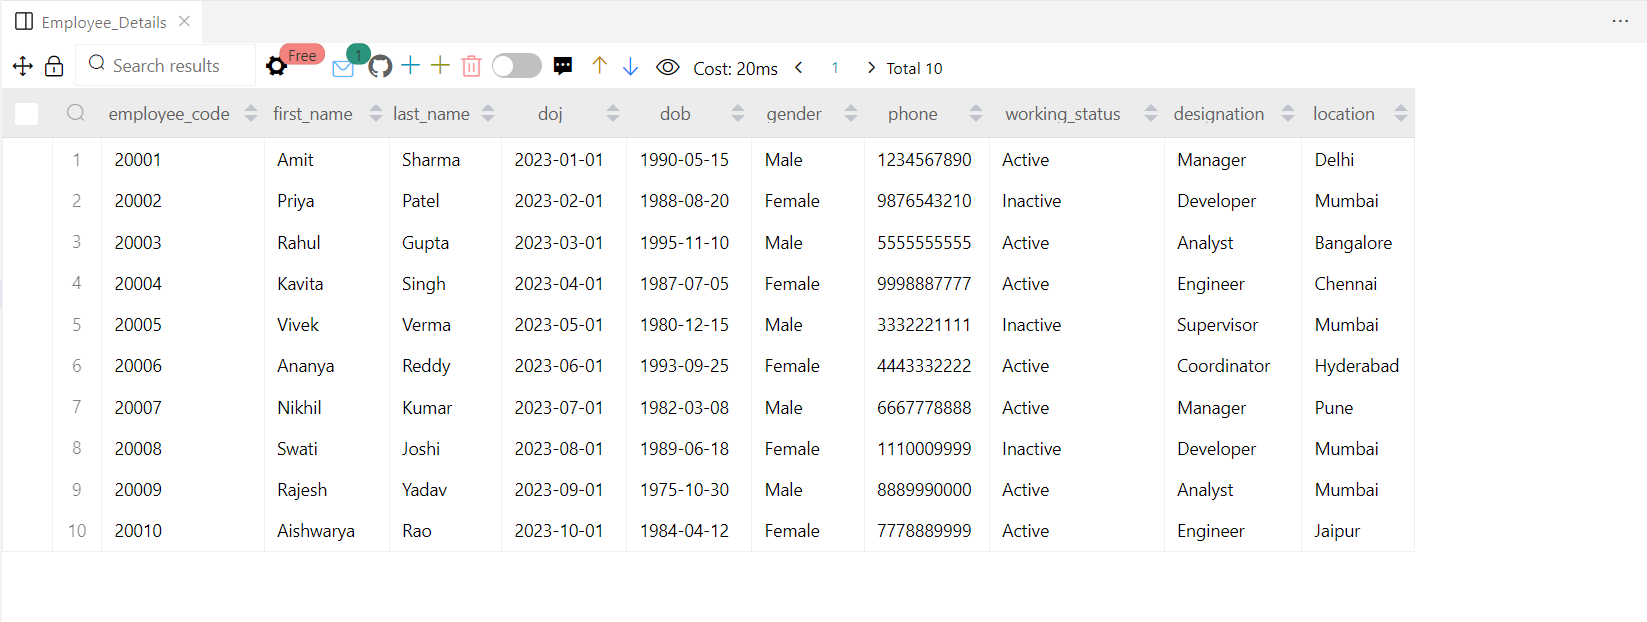 Employee_Details
Search results Free 1 Cost: 20ms 1 Total 10
employee_code first_name last_name doj dob gender phone working_status designation location
1 20001 Amit Sharma 2023-01-01 1990-05-15 Male 1234567890 Active Manager Delhi
2 20002 Priya Patel 2023-02-01 1988-08-20 Female 9876543210 Inactive Developer Mumbai
3 20003 Rahul Gupta 2023-03-01 1995-11-10 Male 5555555555 Active Analyst Bangalore
4 20004 Kavita Singh 2023-04-01 1987-07-05 Female 9998887777 Active Engineer Chennai
5 20005 Vivek Verma 2023-05-01 1980-12-15 Male 3332221111 Inactive Supervisor Mumbai
6 20006 Ananya Reddy 2023-06-01 1993-09-25 Female 4443332222 Active Coordinator Hyderabad
7 20007 Nikhil Kumar 2023-07-01 1982-03-08 Male 6667778888 Active Manager Pune
8 20008 Swati Joshi 2023-08-01 1989-06-18 Female 1110009999 Inactive Developer Mumbai
9 20009 Rajesh Yadav 2023-09-01 1975-10-30 Male 8889990000 Active Analyst Mumbai
10 20010 Aishwarya Rao 2023-10-01 1984-04-12 Female 7778889999 Active Engineer Jaipur